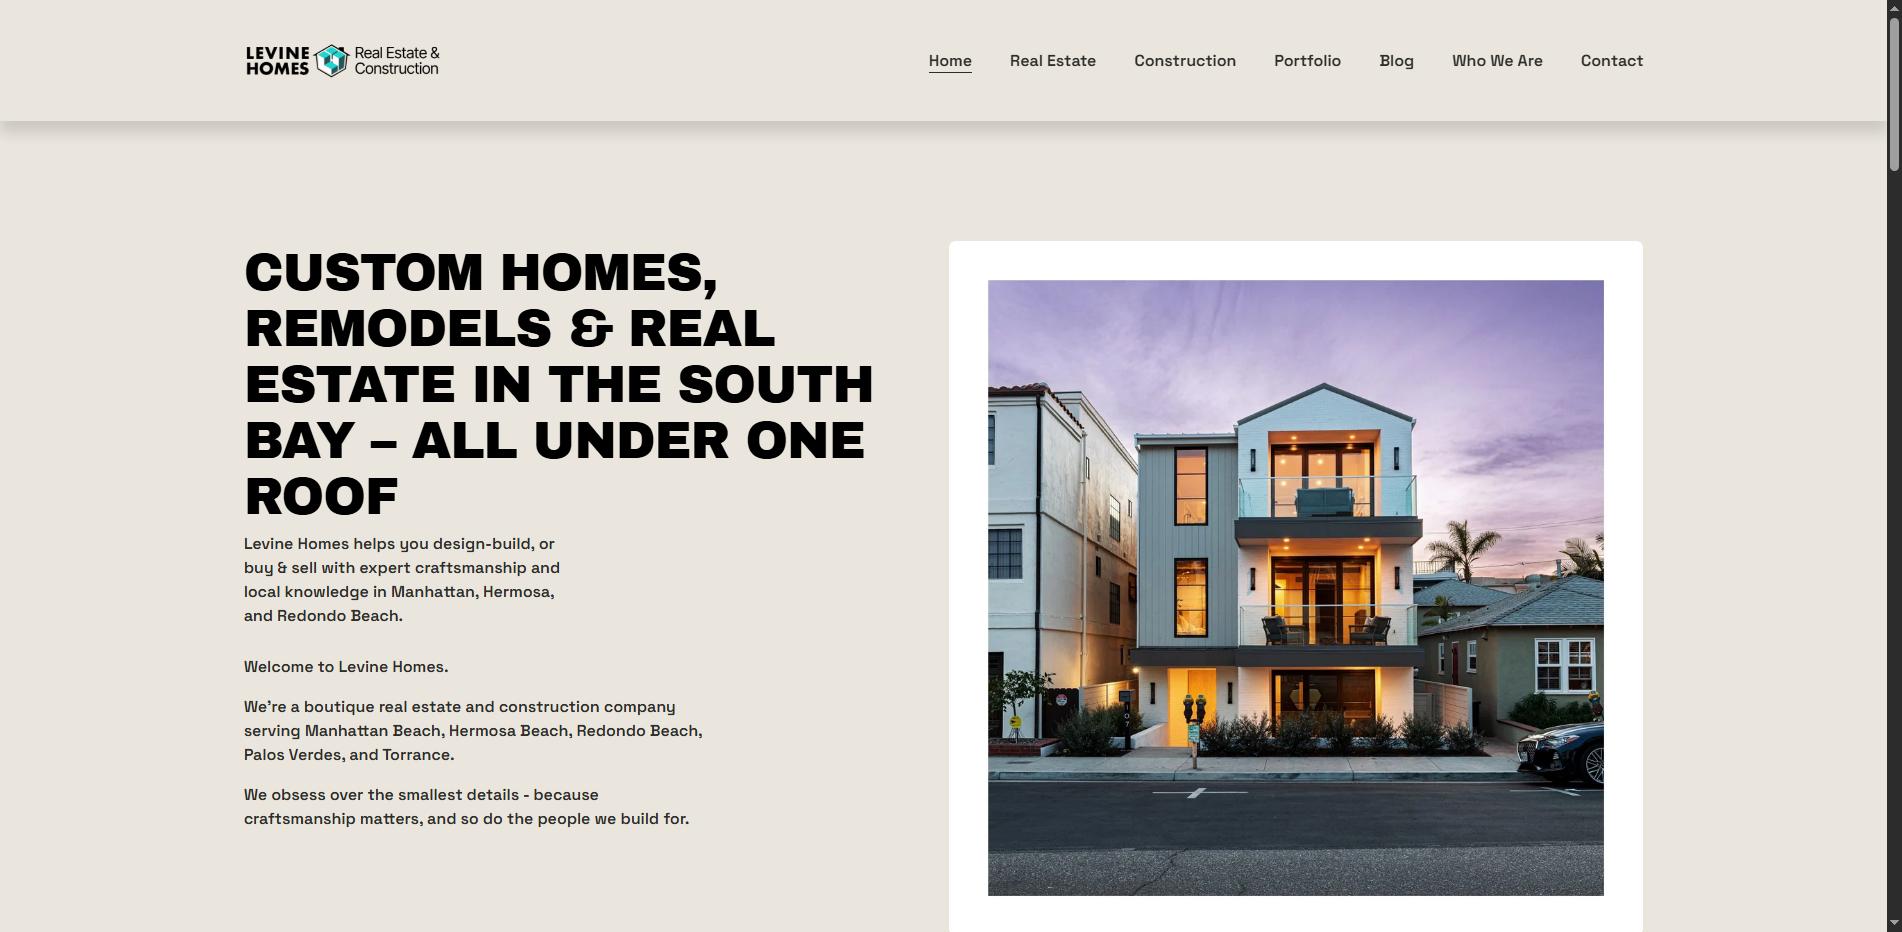 LEVINE HOMES Real Estate & Construction
Home Real Estate Construction Portfolio Blog Who We Are Contact
CUSTOM HOMES,
REMODELS & REAL
ESTATE IN THE SOUTH
BAY – ALL UNDER ONE
ROOF
Levine Homes helps you design-build, or
buy & sell with expert craftsmanship and
local knowledge in Manhattan, Hermosa,
and Redondo Beach.
Welcome to Levine Homes.
We’re a boutique real estate and construction company
serving Manhattan Beach, Hermosa Beach, Redondo Beach,
Palos Verdes, and Torrance.
We obsess over the smallest details - because
craftsmanship matters, and so do the people we build for.